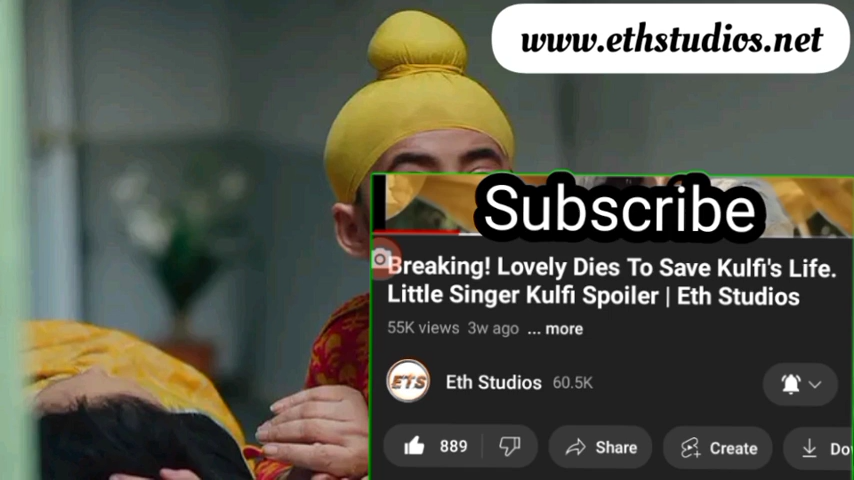 www.ethstudios.net
Subscribe
Breaking! Lovely Dies To Save Kulfi's Life.
Little Singer Kulfi Spoiler | Eth Studios
55K views 3w ago ... more
ETS
Eth Studios 60.5K
889 Share Create Do